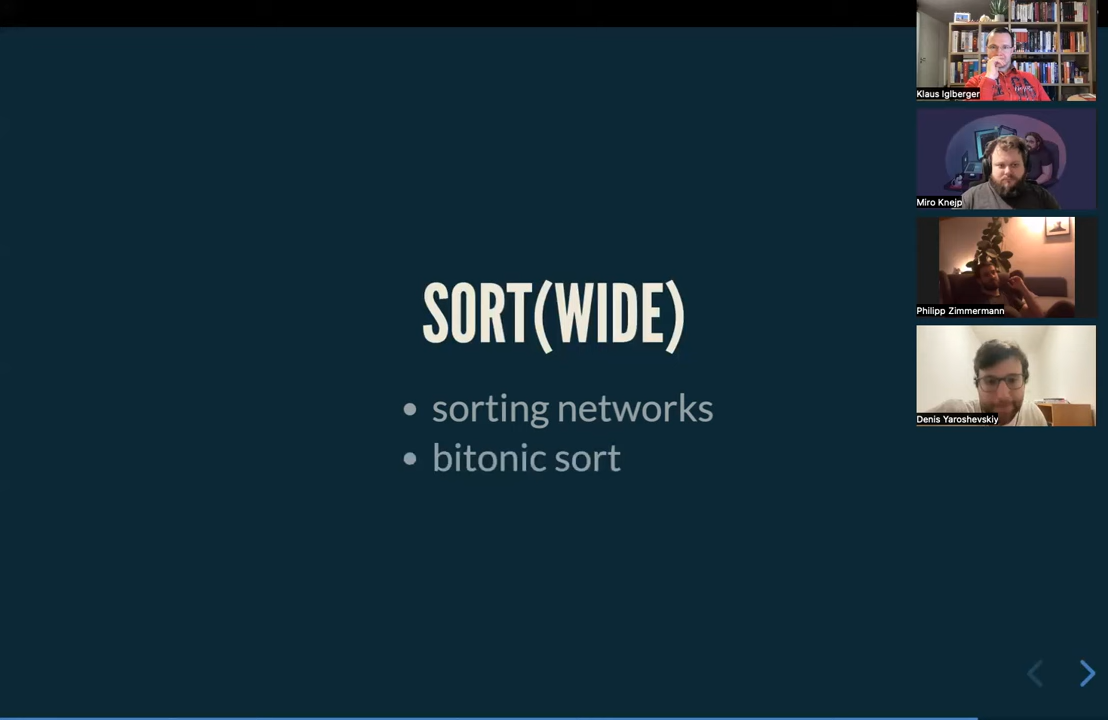 SORT(WIDE)
sorting networks
bitonic sort
Klaus Iglberger
Miro Knejp
Philipp Zimmermann
Denis Yaroshevskiy